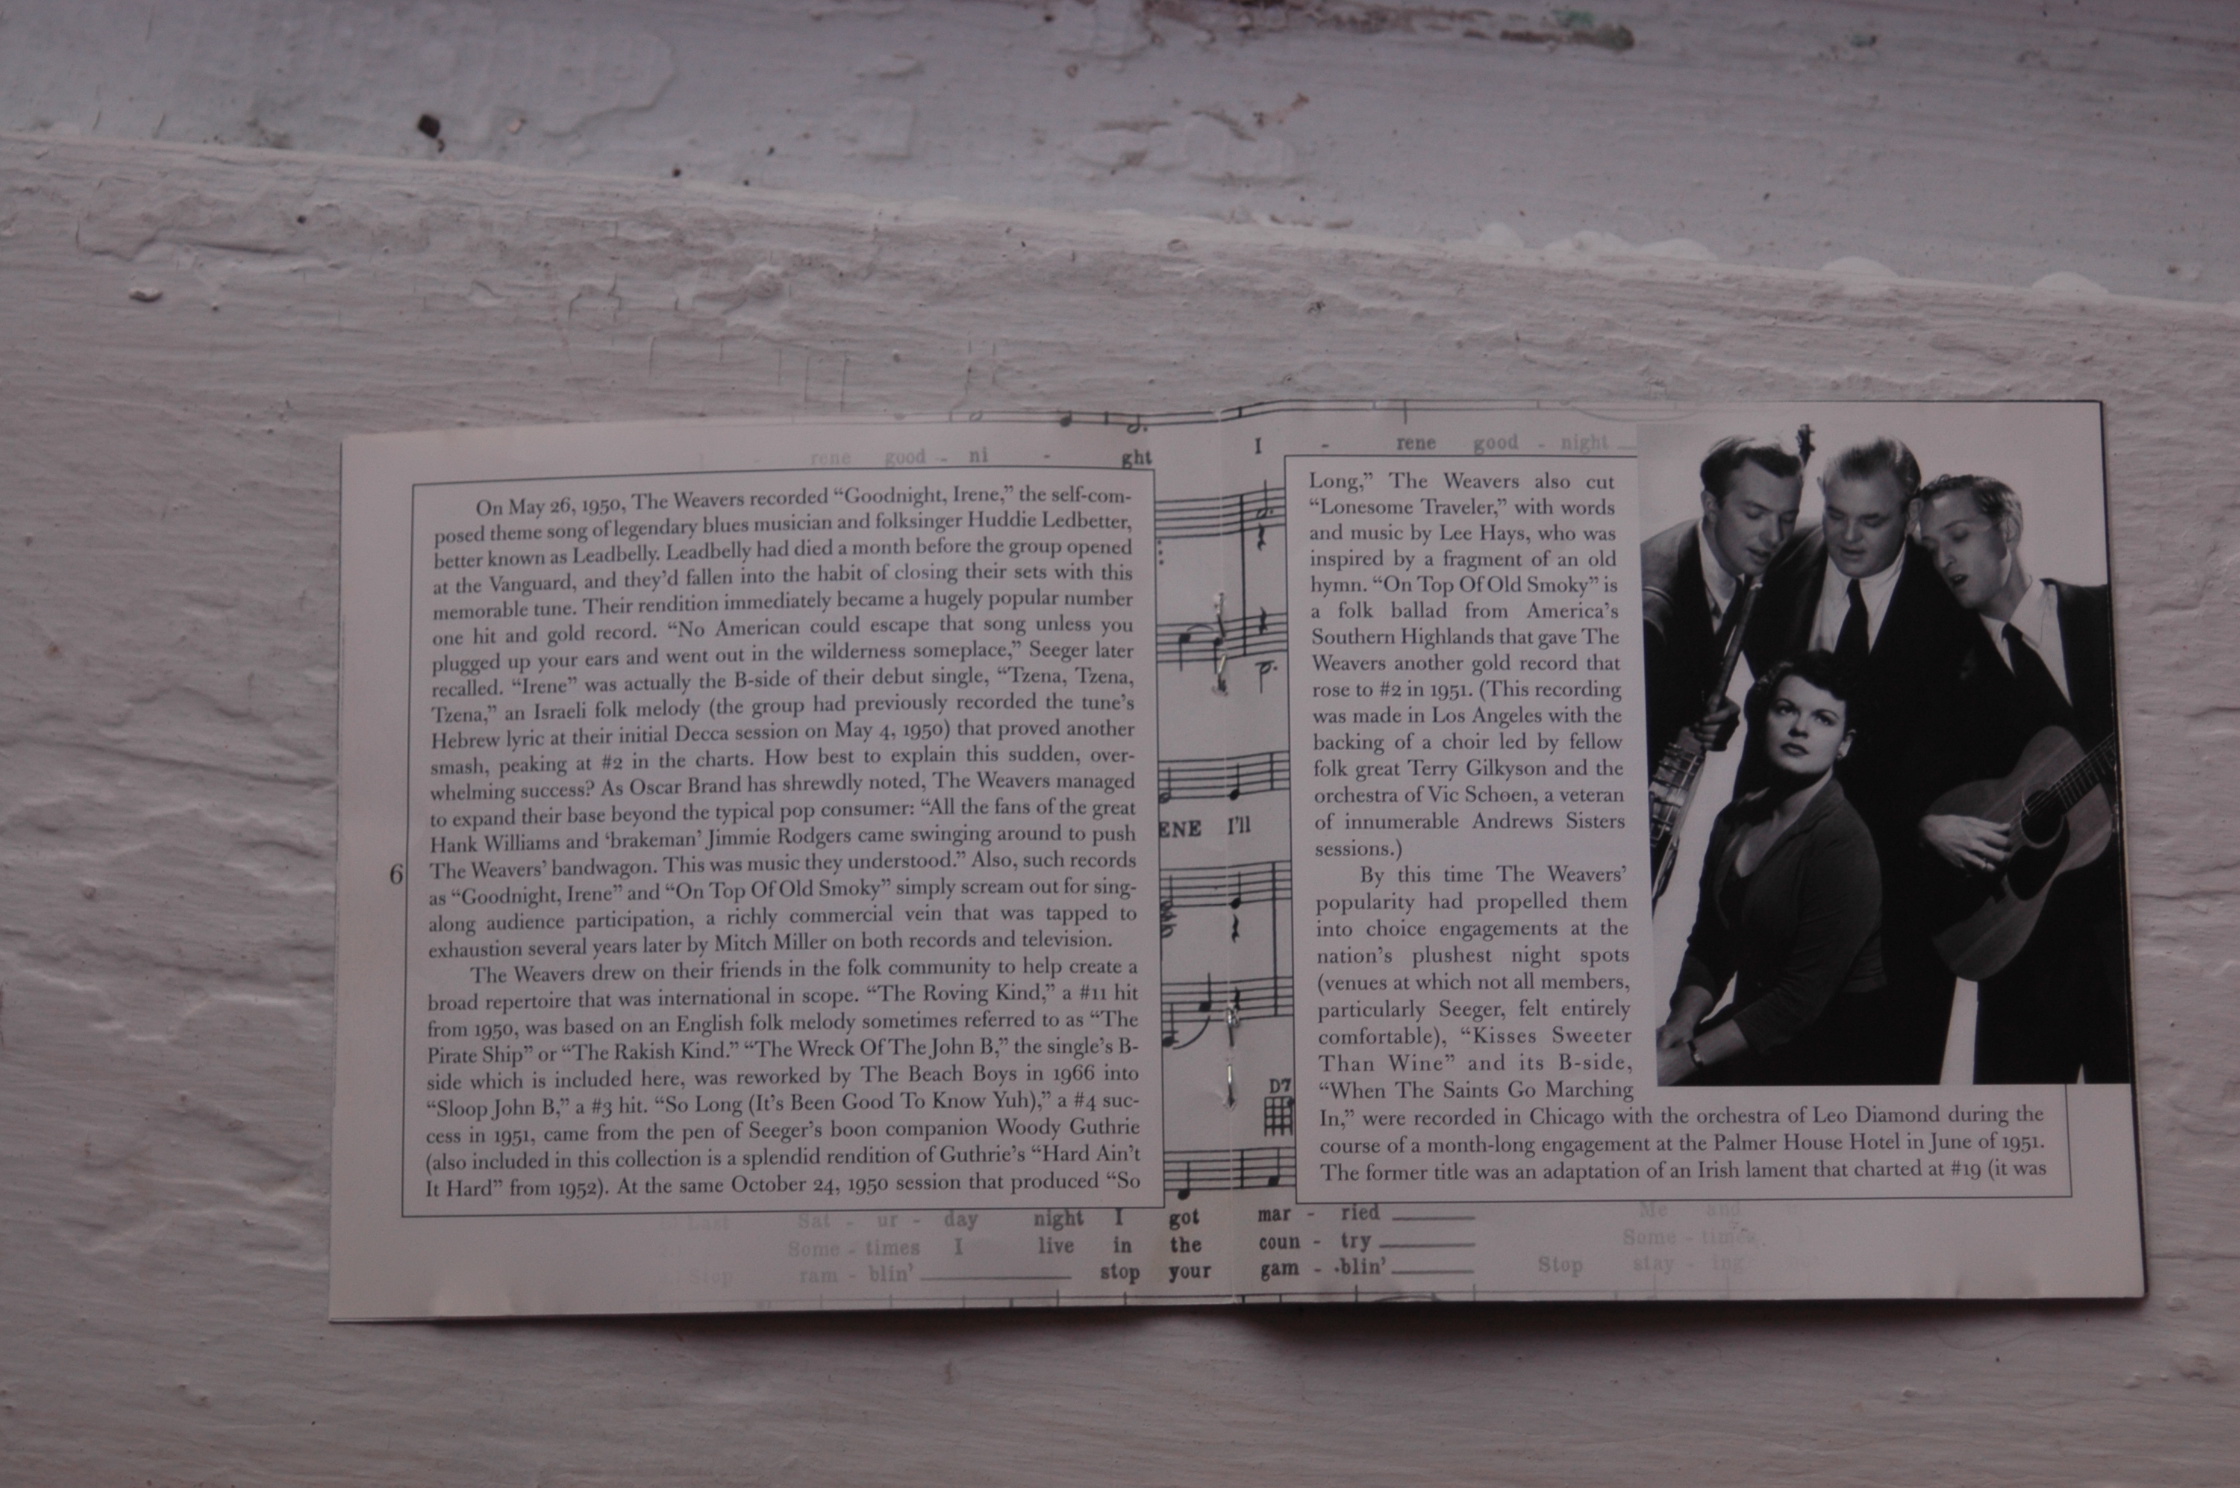 On May 26, 1950, The Weavers recorded “Goodnight, Irene,” the self-com-
posed theme song of legendary blues musician and folksinger Huddie Ledbetter,
better known as Leadbelly. Leadbelly had died a month before the group opened
at the Vanguard, and they’d fallen into the habit of closing their sets with this
memorable tune. Their rendition immediately became a hugely popular number
one hit and gold record. “No American could escape that song unless you
plugged up your ears and went out in the wilderness someplace,” Seeger later
recalled. “Irene” was actually the B-side of their debut single, “Tzena, Tzena,
Tzena,” an Israeli folk melody (the group had previously recorded the tune’s
Hebrew lyric at their initial Decca session on May 4, 1950) that proved another
smash, peaking at #2 in the charts. How best to explain this sudden, over-
whelming success? As Oscar Brand has shrewdly noted, The Weavers managed
to expand their base beyond the typical pop consumer: “All the fans of the great
Hank Williams and ‘brakeman’ Jimmie Rodgers came swinging around to push
The Weavers’ bandwagon. This was music they understood.” Also, such records
as “Goodnight, Irene” and “On Top Of Old Smoky” simply scream out for sing-
along audience participation, a richly commercial vein that was tapped to
exhaustion several years later by Mitch Miller on both records and television.
The Weavers drew on their friends in the folk community to help create a
broad repertoire that was international in scope. “The Roving Kind,” a #11 hit
from 1950, was based on an English folk melody sometimes referred to as “The
Pirate Ship” or “The Rakish Kind.” “The Wreck Of The John B,” the single’s B-
side which is included here, was reworked by The Beach Boys in 1966 into
“Sloop John B,” a #3 hit. “So Long (It’s Been Good To Know Yuh),” a #4 suc-
cess in 1951, came from the pen of Seeger’s boon companion Woody Guthrie
(also included in this collection is a splendid rendition of Guthrie’s “Hard Ain’t
It Hard” from 1952). At the same October 24, 1950 session that produced “So
6
Long,” The Weavers also cut
“Lonesome Traveler,” with words
and music by Lee Hays, who was
inspired by a fragment of an old
hymn. “On Top Of Old Smoky” is
a folk ballad from America’s
Southern Highlands that gave The
Weavers another gold record that
rose to #2 in 1951. (This recording
was made in Los Angeles with the
backing of a choir led by fellow
folk great Terry Gilkyson and the
orchestra of Vic Schoen, a veteran
of innumerable Andrews Sisters
sessions.)
By this time The Weavers’
popularity had propelled them
into choice engagements at the
nation’s plushest night spots
(venues at which not all members,
particularly Seeger, felt entirely
comfortable), “Kisses Sweeter
Than Wine” and its B-side,
“When The Saints Go Marching
In,” were recorded in Chicago with the orchestra of Leo Diamond during the
course of a month-long engagement at the Palmer House Hotel in June of 1951.
The former title was an adaptation of an Irish lament that charted at #19 (it was
rene good - ni - ght I - rene good - night
ENE I'll
D7
Sat - ur - day night I got mar - ried Me and
Some - times I live in the coun - try Some - times
ram - blin' stop your gam - blin' Stop stay - ing